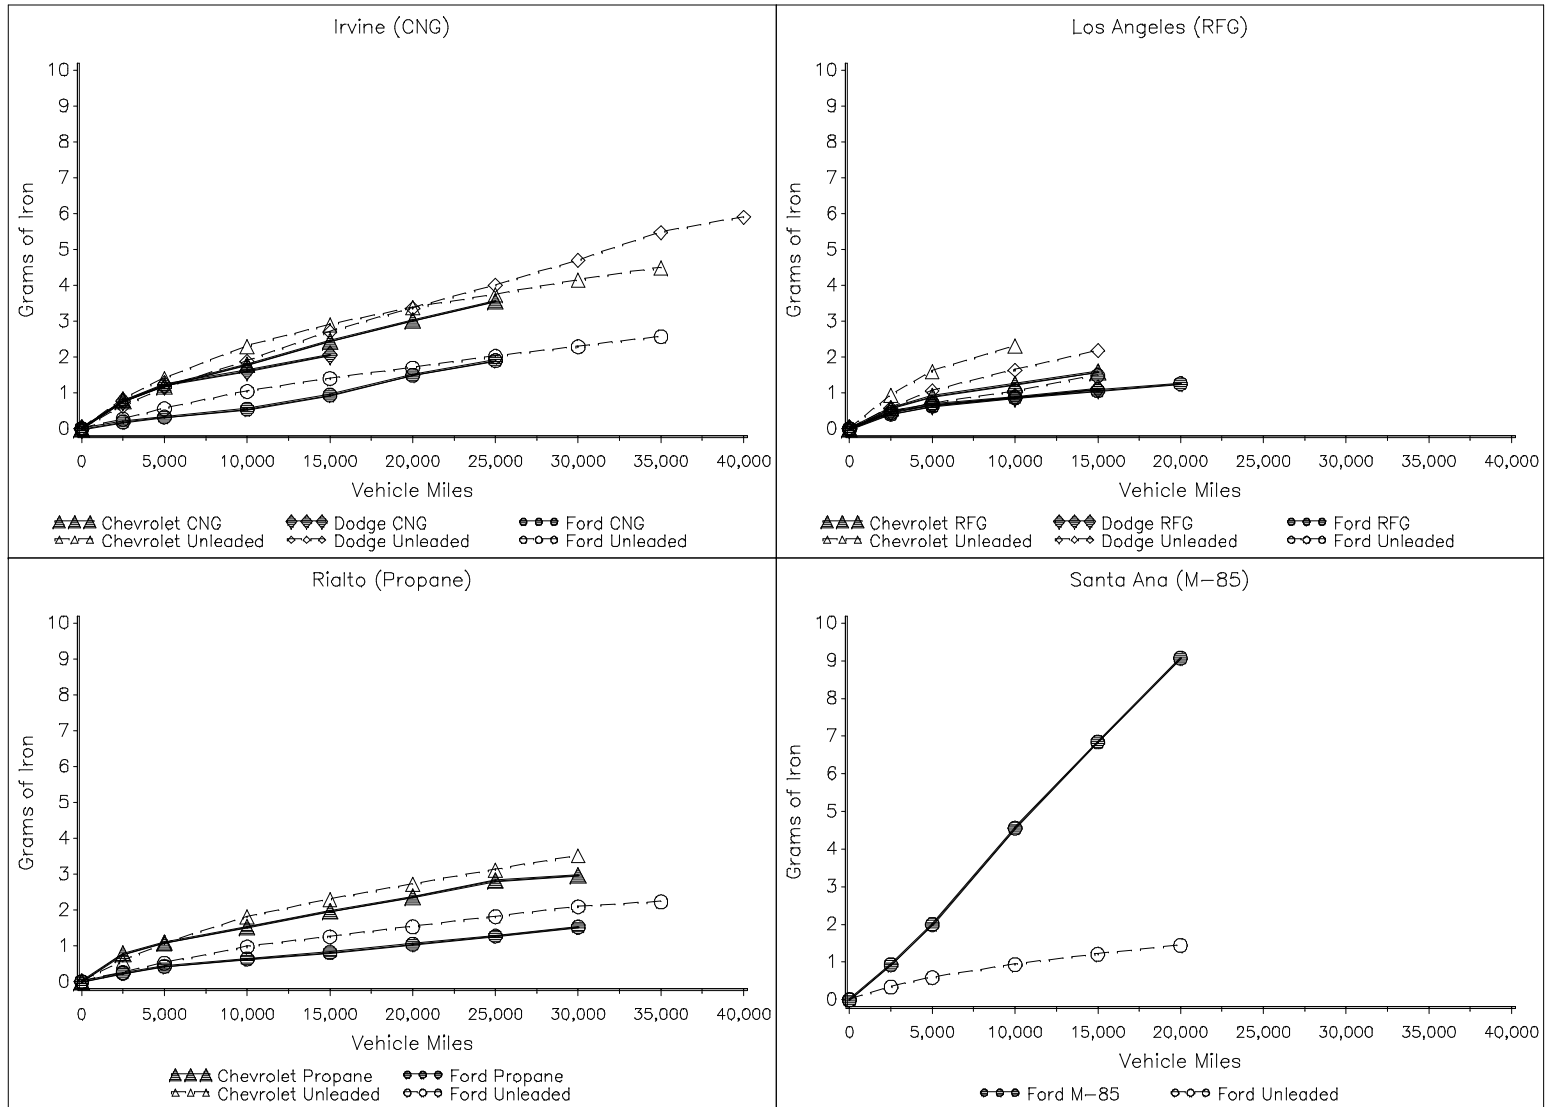 Irvine (CNG)
10
9
8
7
6
5
4
3
2
1
0
Grams of Iron
0 5,000 10,000 15,000 20,000 25,000 30,000 35,000 40,000
Vehicle Miles
Chevrolet CNG Dodge CNG Ford CNG
Chevrolet Unleaded Dodge Unleaded Ford Unleaded
Los Angeles (RFG)
10
9
8
7
6
5
4
3
2
1
0
Grams of Iron
0 5,000 10,000 15,000 20,000 25,000 30,000 35,000 40,000
Vehicle Miles
Chevrolet RFG Dodge RFG Ford RFG
Chevrolet Unleaded Dodge Unleaded Ford Unleaded
Rialto (Propane)
10
9
8
7
6
5
4
3
2
1
0
Grams of Iron
0 5,000 10,000 15,000 20,000 25,000 30,000 35,000 40,000
Vehicle Miles
Chevrolet Propane Ford Propane
Chevrolet Unleaded Ford Unleaded
Santa Ana (M-85)
10
9
8
7
6
5
4
3
2
1
0
Grams of Iron
0 5,000 10,000 15,000 20,000 25,000 30,000 35,000 40,000
Vehicle Miles
Ford M-85 Ford Unleaded